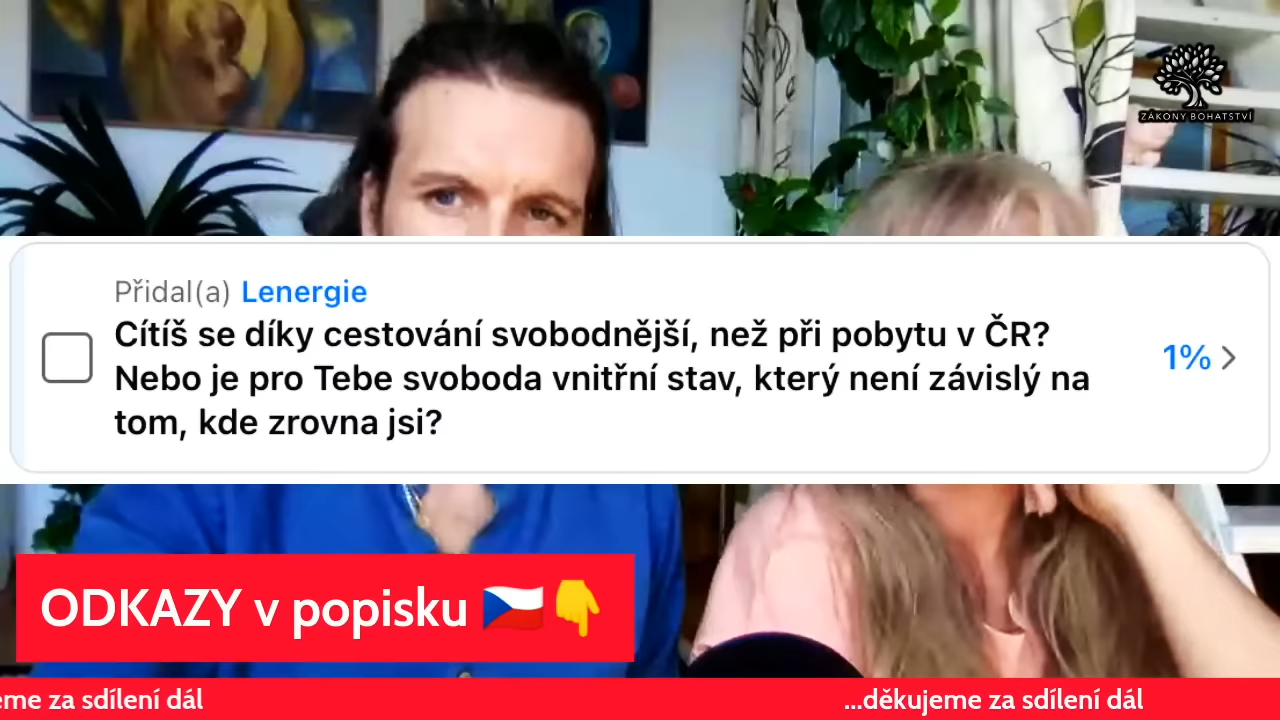 ZÁKONY BOHATSTVÍ
Přidal(a) Lenergie
Cítíš se díky cestování svobodnější, než při pobytu v ČR?
Nebo je pro Tebe svoboda vnitřní stav, který není závislý na
tom, kde zrovna jsi?
1%
ODKAZY v popisku 🇨🇿👇
eme za sdílení dál
...děkujeme za sdílení dál